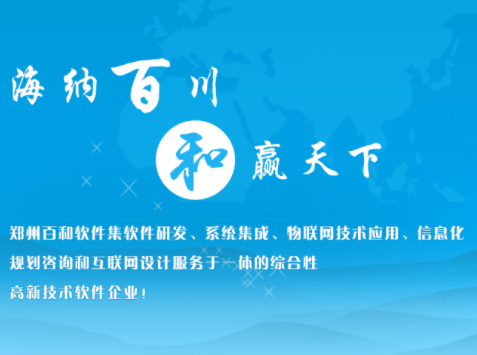 海纳百川
和赢天下
郑州百和软件集软件研发、系统集成、物联网技术应用、信息化
规划咨询和互联网设计服务于一体的综合性
高新技术软件企业！